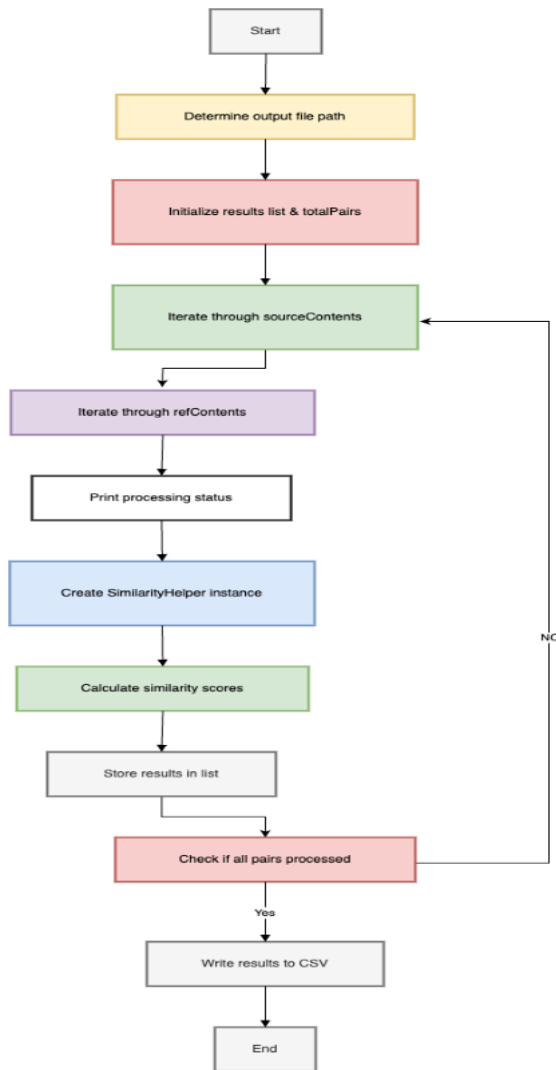 Start
Determine output file path
Initialize results list & totalPairs
Iterate through sourceContents
Iterate through refContents
Print processing status
Create SimilarityHelper instance
Calculate similarity scores
Store results in list
Check if all pairs processed
NO
Yes
Write results to CSV
End